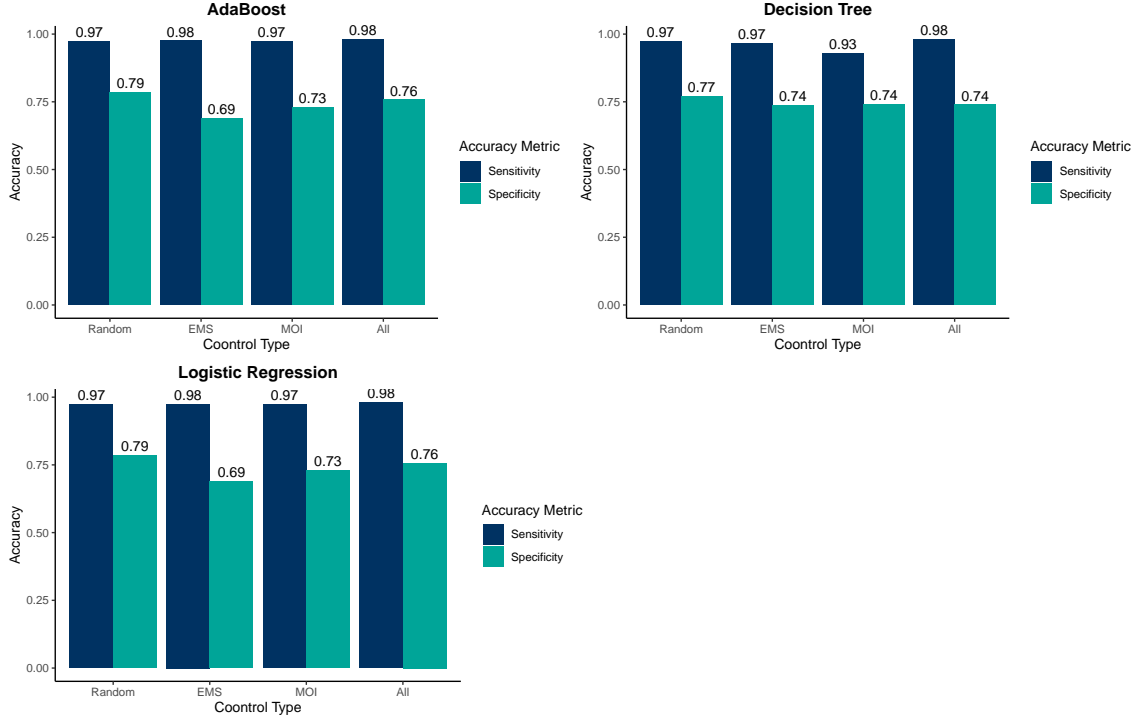 AdaBoost
0.97 0.98 0.97 0.98
0.79 0.69 0.73 0.76
1.00
0.75
0.50
0.25
0.00
Accuracy
Random EMS MOI All
Coontrol Type
Accuracy Metric
Sensitivity
Specificity
Decision Tree
0.97 0.97 0.93 0.98
0.77 0.74 0.74 0.74
1.00
0.75
0.50
0.25
0.00
Accuracy
Random EMS MOI All
Coontrol Type
Accuracy Metric
Sensitivity
Specificity
Logistic Regression
0.97 0.98 0.97 0.98
0.79 0.69 0.73 0.76
1.00
0.75
0.50
0.25
0.00
Accuracy
Random EMS MOI All
Coontrol Type
Accuracy Metric
Sensitivity
Specificity